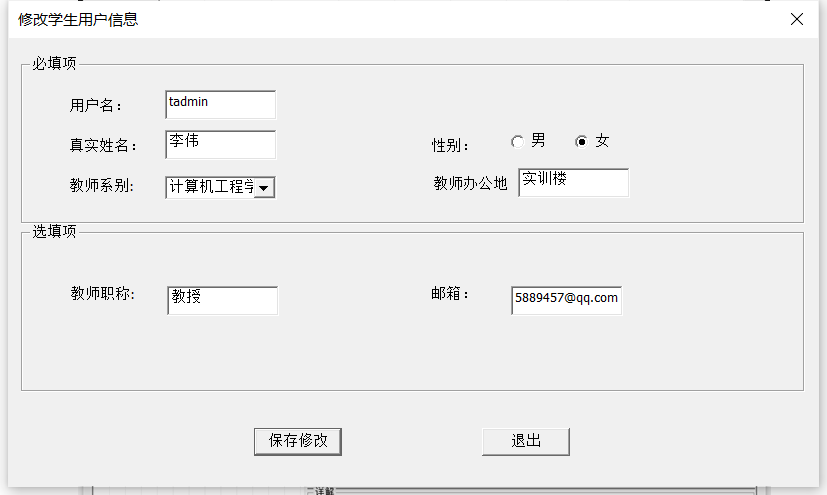 修改学生用户信息
必填项
用户名：
tadmin
真实姓名：
李伟
性别：
男
女
教师系别：
计算机工程学
教师办公地
实训楼
选填项
教师职称：
教授
邮箱：
5889457@qq.com
保存修改
退出
详解